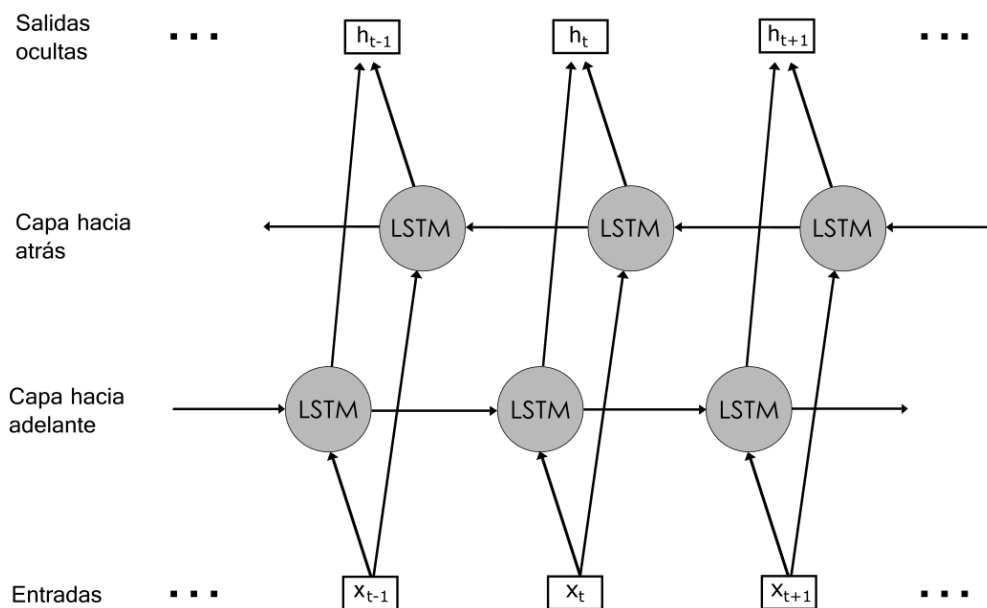 Salidas
ocultas
. . .
h_{t-1}
h_t
h_{t+1}
. . .
Capa hacia
atrás
LSTM
LSTM
LSTM
Capa hacia
adelante
LSTM
LSTM
LSTM
Entradas
. . .
x_{t-1}
x_t
x_{t+1}
. . .